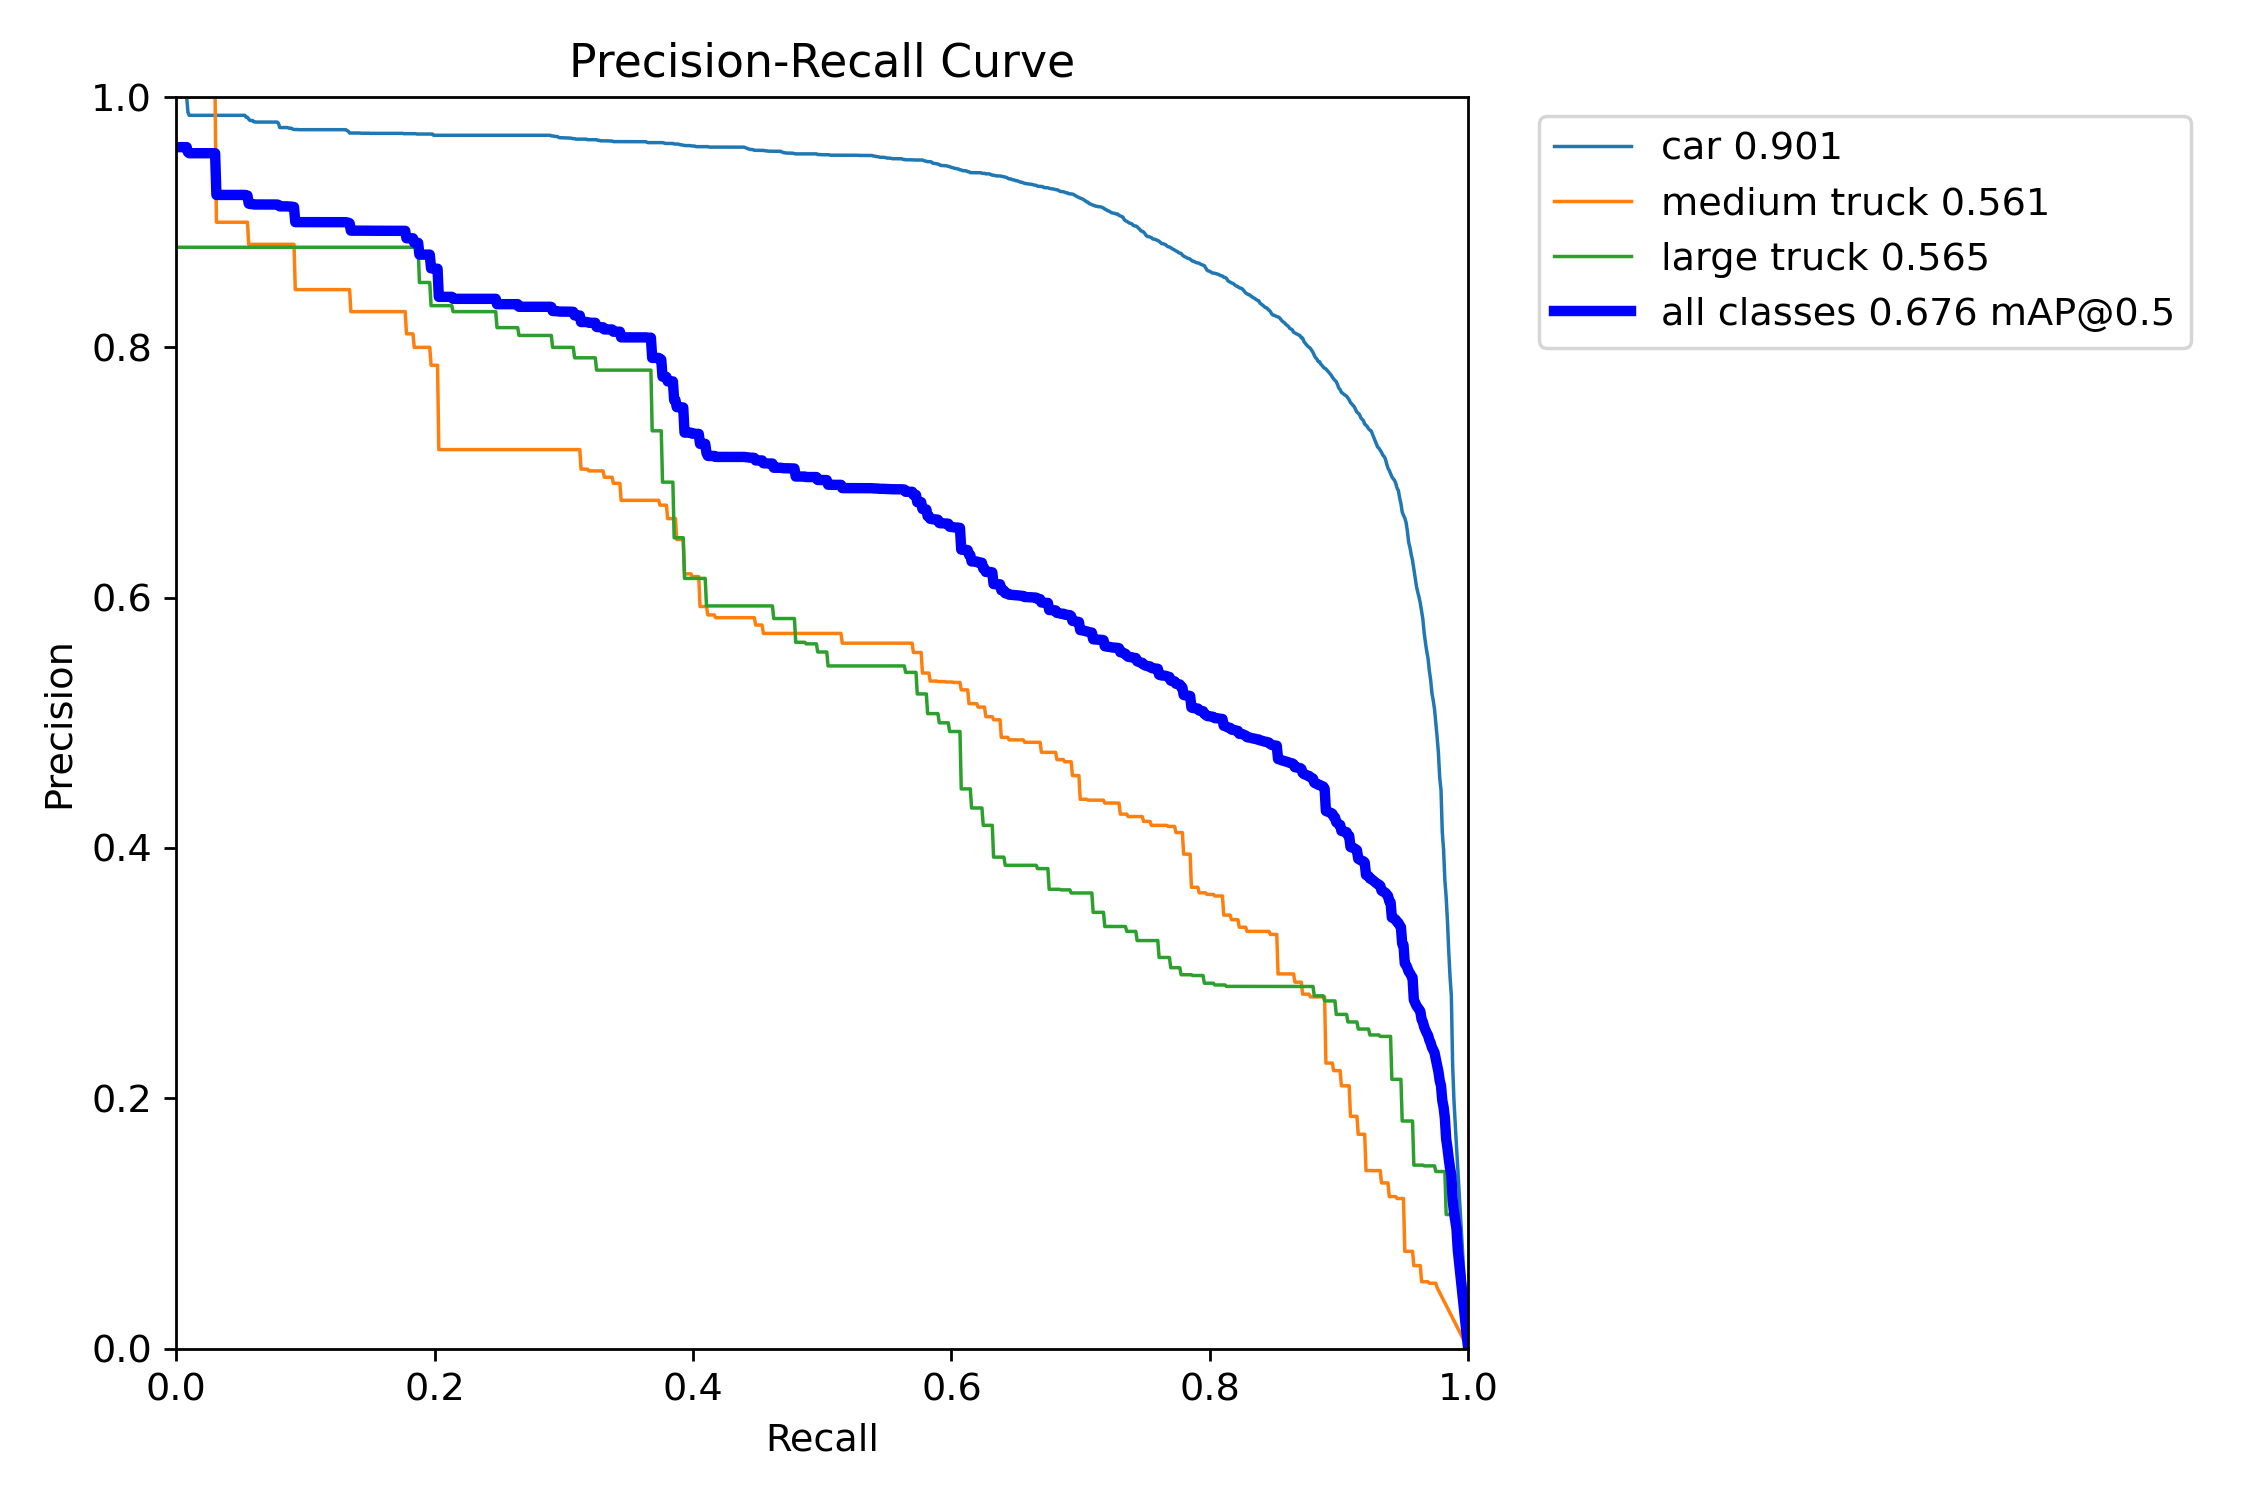 Precision-Recall Curve
1.0
0.8
0.6
0.4
0.2
0.0
Precision
0.0 0.2 0.4 0.6 0.8 1.0
Recall
car 0.901
medium truck 0.561
large truck 0.565
all classes 0.676 mAP@0.5